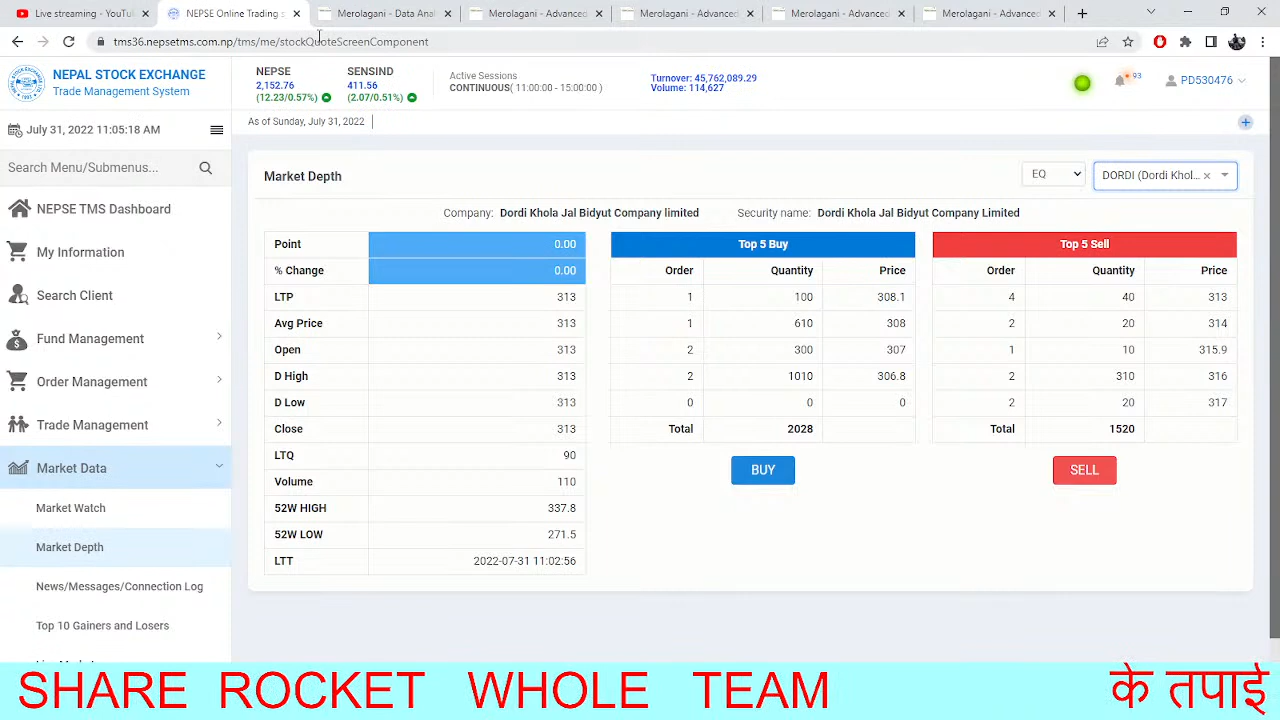 Live streaming - YouTu
NEPSE Online Trading s
Merolagani - Data Anal
Merolagani - Advanced
Merolagani - Advanced
Merolagani - Advanced
Merolagani - Advanced
tms36.nepsetms.com.np/tms/me/stockQuoteScreenComponent
NEPAL STOCK EXCHANGE
Trade Management System
NEPSE
2,152.76
(12.23/0.57%)
SENSIND
411.56
(2.07/0.51%)
Active Sessions
CONTINUOUS( 11:00:00 - 15:00:00 )
Turnover: 45,762,089.29
Volume: 114,627
93
PD530476
July 31, 2022 11:05:18 AM
As of Sunday, July 31, 2022
Search Menu/Submenus...
NEPSE TMS Dashboard
My Information
Search Client
Fund Management
Order Management
Trade Management
Market Data
Market Watch
Market Depth
News/Messages/Connection Log
Top 10 Gainers and Losers
Market Depth
EQ
DORDI (Dordi Khol...
Company: Dordi Khola Jal Bidyut Company limited
Security name: Dordi Khola Jal Bidyut Company Limited
Point 0.00
% Change 0.00
LTP 313
Avg Price 313
Open 313
D High 313
D Low 313
Close 313
LTQ 90
Volume 110
52W HIGH 337.8
52W LOW 271.5
LTT 2022-07-31 11:02:56
Top 5 Buy
Order Quantity Price
1 100 308.1
1 610 308
2 300 307
2 1010 306.8
0 0 0
Total 2028
BUY
Top 5 Sell
Order Quantity Price
4 40 313
2 20 314
1 10 315.9
2 310 316
2 20 317
Total 1520
SELL
SHARE ROCKET WHOLE TEAM के तपाई